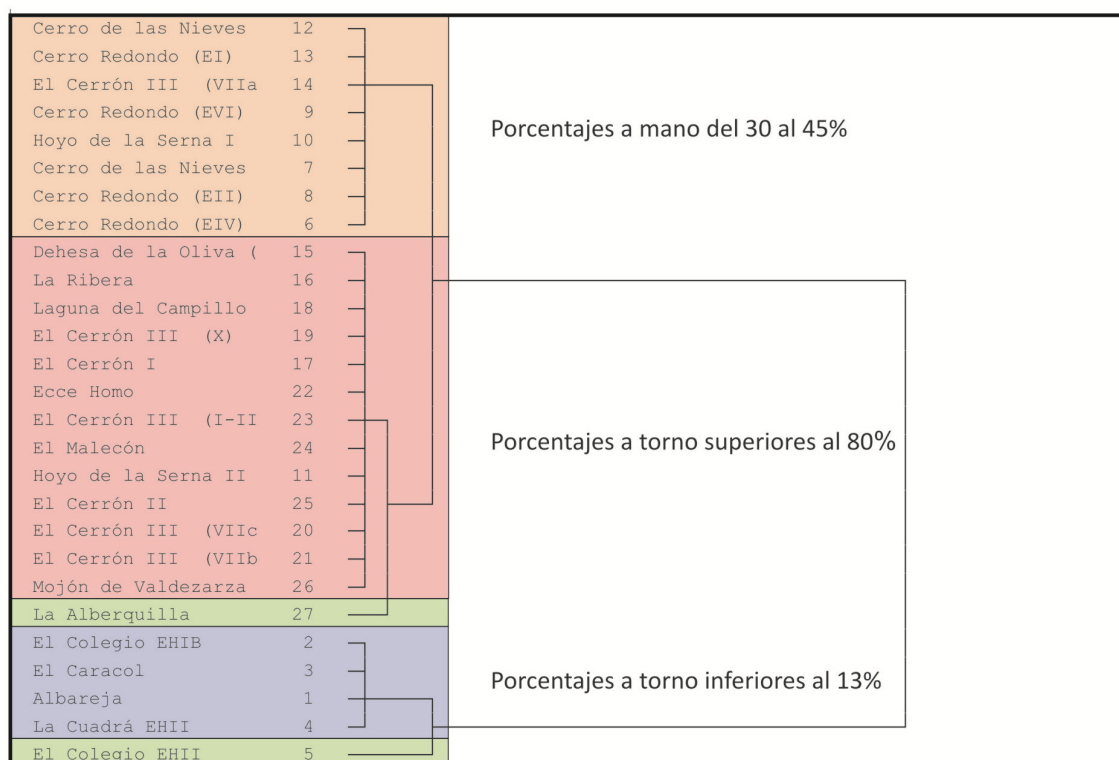 Cerro de las Nieves 12
Cerro Redondo (EI) 13
El Cerrón III (VIIa 14
Cerro Redondo (EVI) 9
Hoyo de la Serna I 10
Cerro de las Nieves 7
Cerro Redondo (EII) 8
Cerro Redondo (EIV) 6
Porcentajes a mano del 30 al 45%
Dehesa de la Oliva ( 15
La Ribera 16
Laguna del Campillo 18
El Cerrón III (X) 19
El Cerrón I 17
Ecce Homo 22
El Cerrón III (I-II 23
El Malecón 24
Hoyo de la Serna II 11
El Cerrón II 25
El Cerrón III (VIIc 20
El Cerrón III (VIIb 21
Mojón de Valdezarza 26
Porcentajes a torno superiores al 80%
La Alberquilla 27
El Colegio EHIB 2
El Caracol 3
Albareja 1
La Cuadrá EHII 4
Porcentajes a torno inferiores al 13%
El Colegio EHII 5